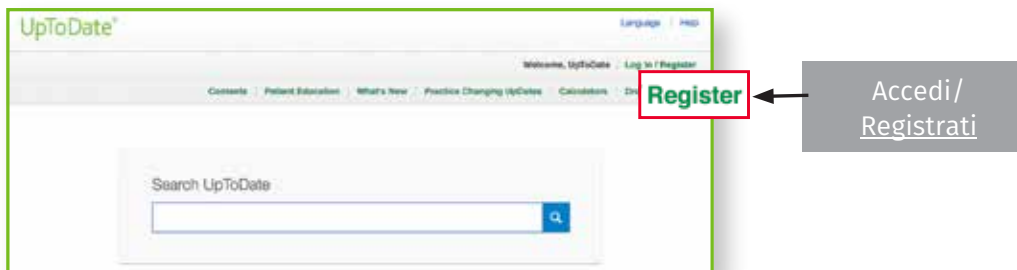 UpToDate®
Language Help
Welcome, UpToDate Log In / Register
Contents Patient Education What's New Practice Changing UpDates Calculators
Register
Accedi/
Registrati
Search UpToDate